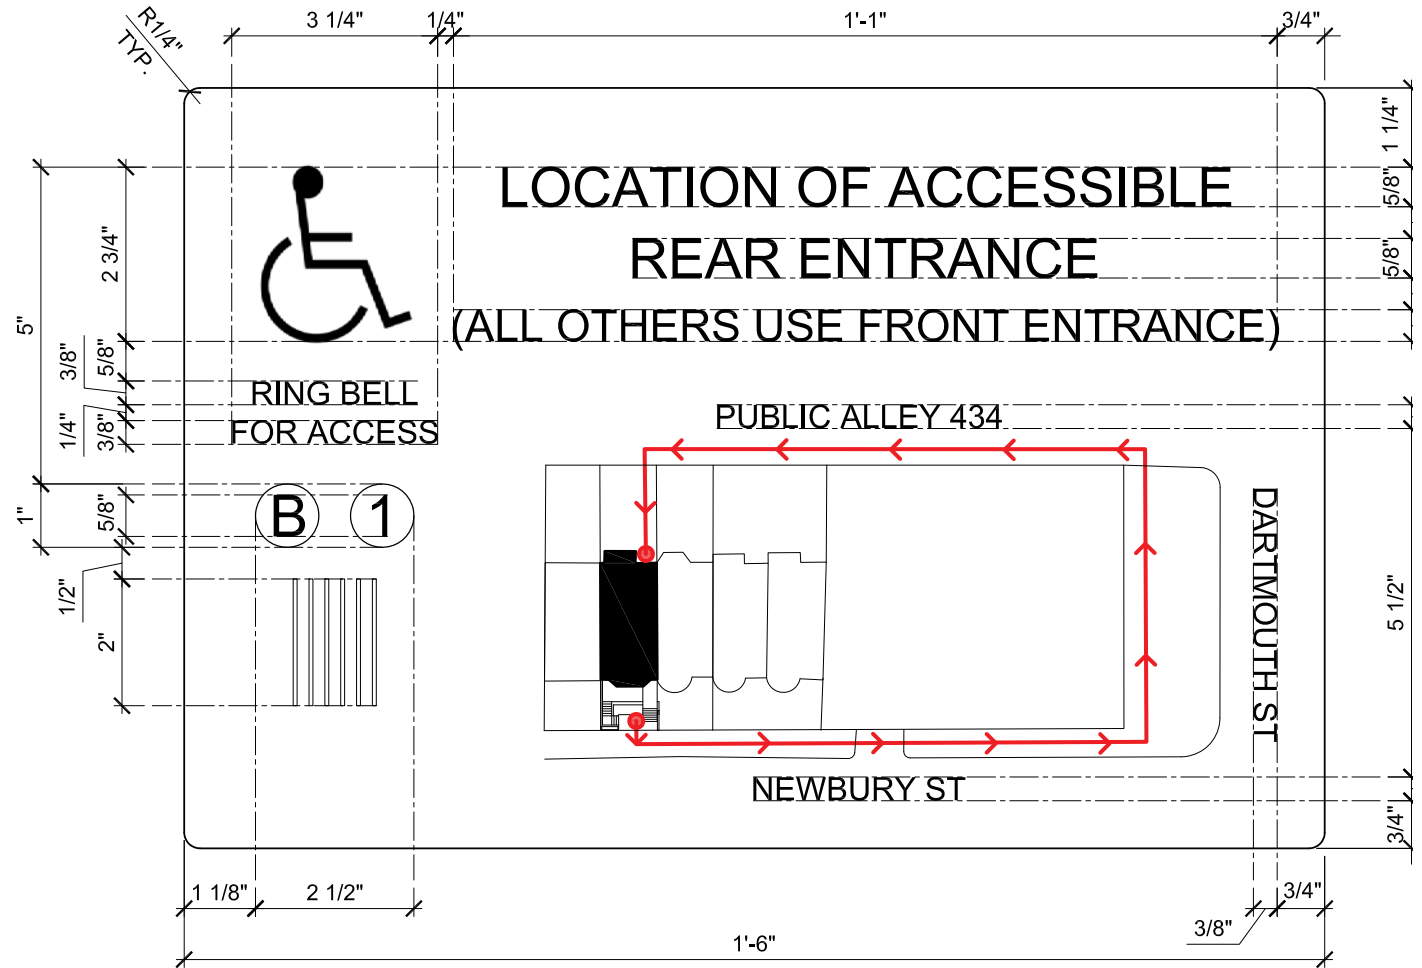 R1/4"
TYP.
3 1/4"
1/4"
1'-1"
3/4"
1 1/4"
5/8"
5/8"
LOCATION OF ACCESSIBLE
REAR ENTRANCE
(ALL OTHERS USE FRONT ENTRANCE)
5"
2 3/4"
3/8"
5/8"
1/4"
3/8"
RING BELL
FOR ACCESS
PUBLIC ALLEY 434
1"
5/8"
B 1
1/2"
2"
DARTMOUTH ST
5 1/2"
NEWBURY ST
3/4"
1 1/8"
2 1/2"
3/8"
3/4"
1'-6"